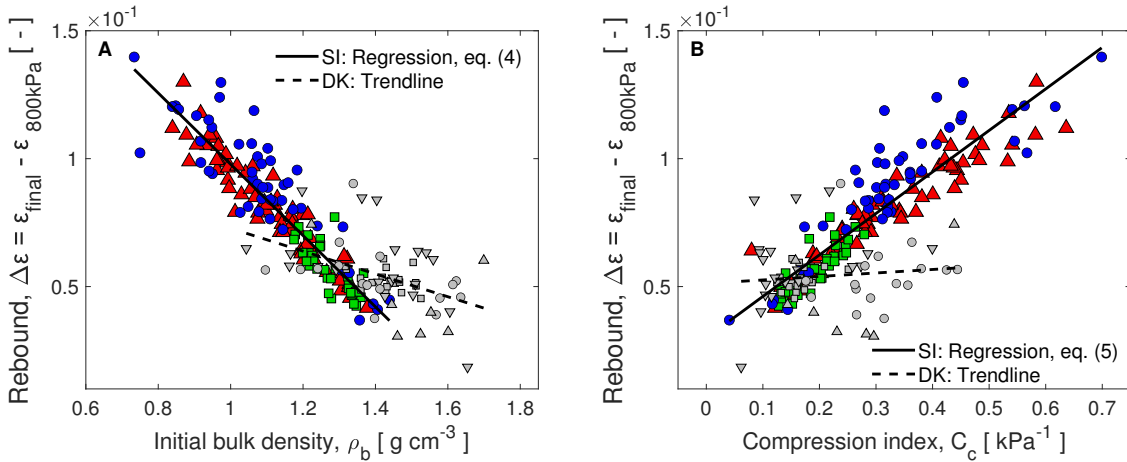 ×10⁻¹
A
SI: Regression, eq. (4)
DK: Trendline
1.5
1
0.5
Rebound, Δε = ε_final - ε_800kPa [ - ]
0.6 0.8 1 1.2 1.4 1.6 1.8
Initial bulk density, ρ_b [ g cm⁻³ ]
×10⁻¹
B
1.5
1
0.5
Rebound, Δε = ε_final - ε_800kPa [ - ]
SI: Regression, eq. (5)
DK: Trendline
0 0.1 0.2 0.3 0.4 0.5 0.6 0.7
Compression index, C_c [ kPa⁻¹ ]